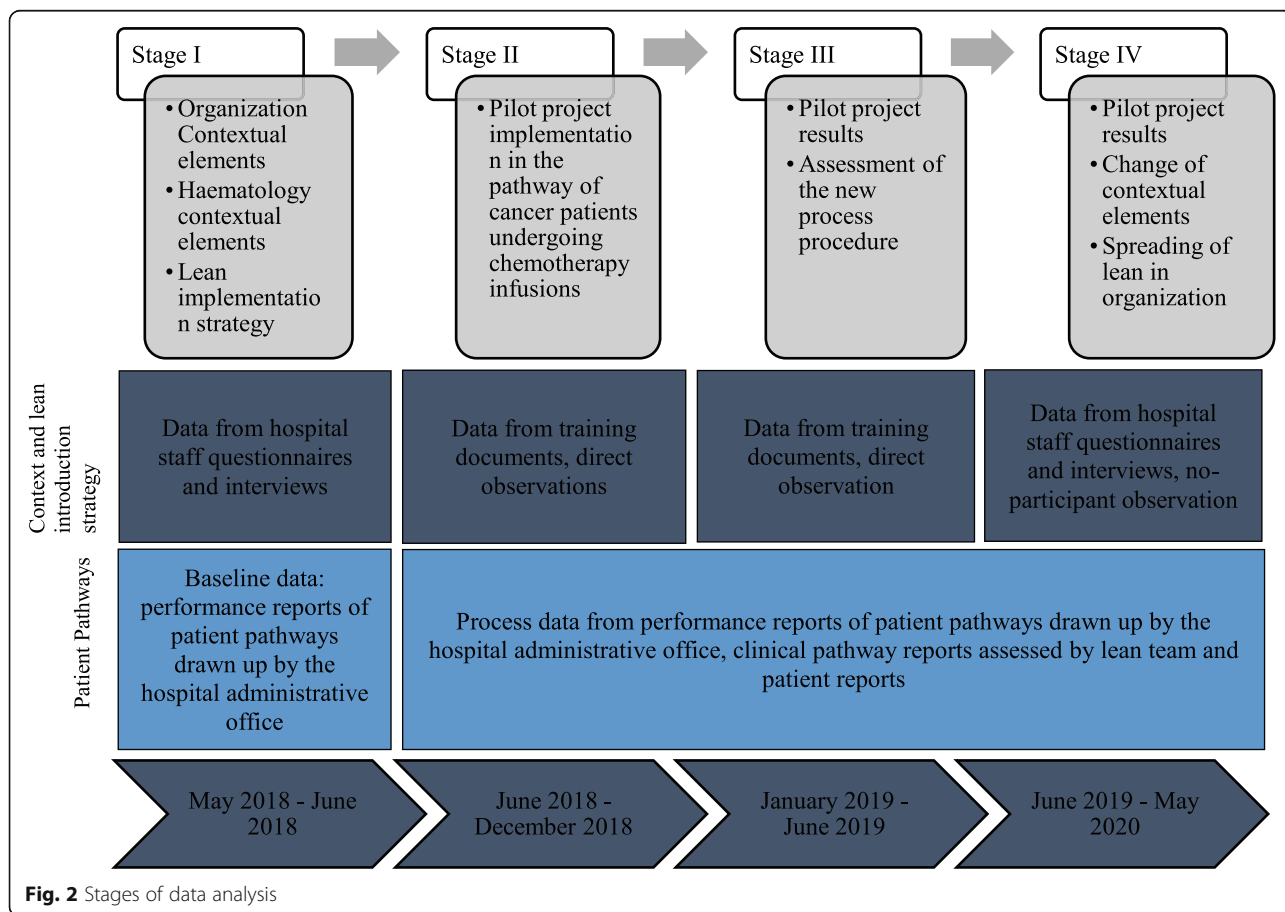 Stage I
• Organization
Contextual
elements
• Haematology
contextual
elements
• Lean
implementatio
n strategy
Stage II
• Pilot project
implementatio
n in the
pathway of
cancer patients
undergoing
chemotherapy
infusions
Stage III
• Pilot project
results
• Assessment of
the new
process
procedure
Stage IV
• Pilot project
results
• Change of
contextual
elements
• Spreading of
lean in
organization
Context and lean
introduction
strategy
Data from hospital
staff questionnaires
and interviews
Data from training
documents, direct
observations
Data from training
documents, direct
observation
Data from hospital
staff questionnaires
and interviews, no-
participant observation
Patient Pathways
Baseline data:
performance reports of
patient pathways
drawn up by the
hospital administrative
office
Process data from performance reports of patient pathways drawn up by the
hospital administrative office, clinical pathway reports assessed by lean team and
patient reports
May 2018 - June
2018
June 2018 -
December 2018
January 2019 -
June 2019
June 2019 - May
2020
Fig. 2 Stages of data analysis